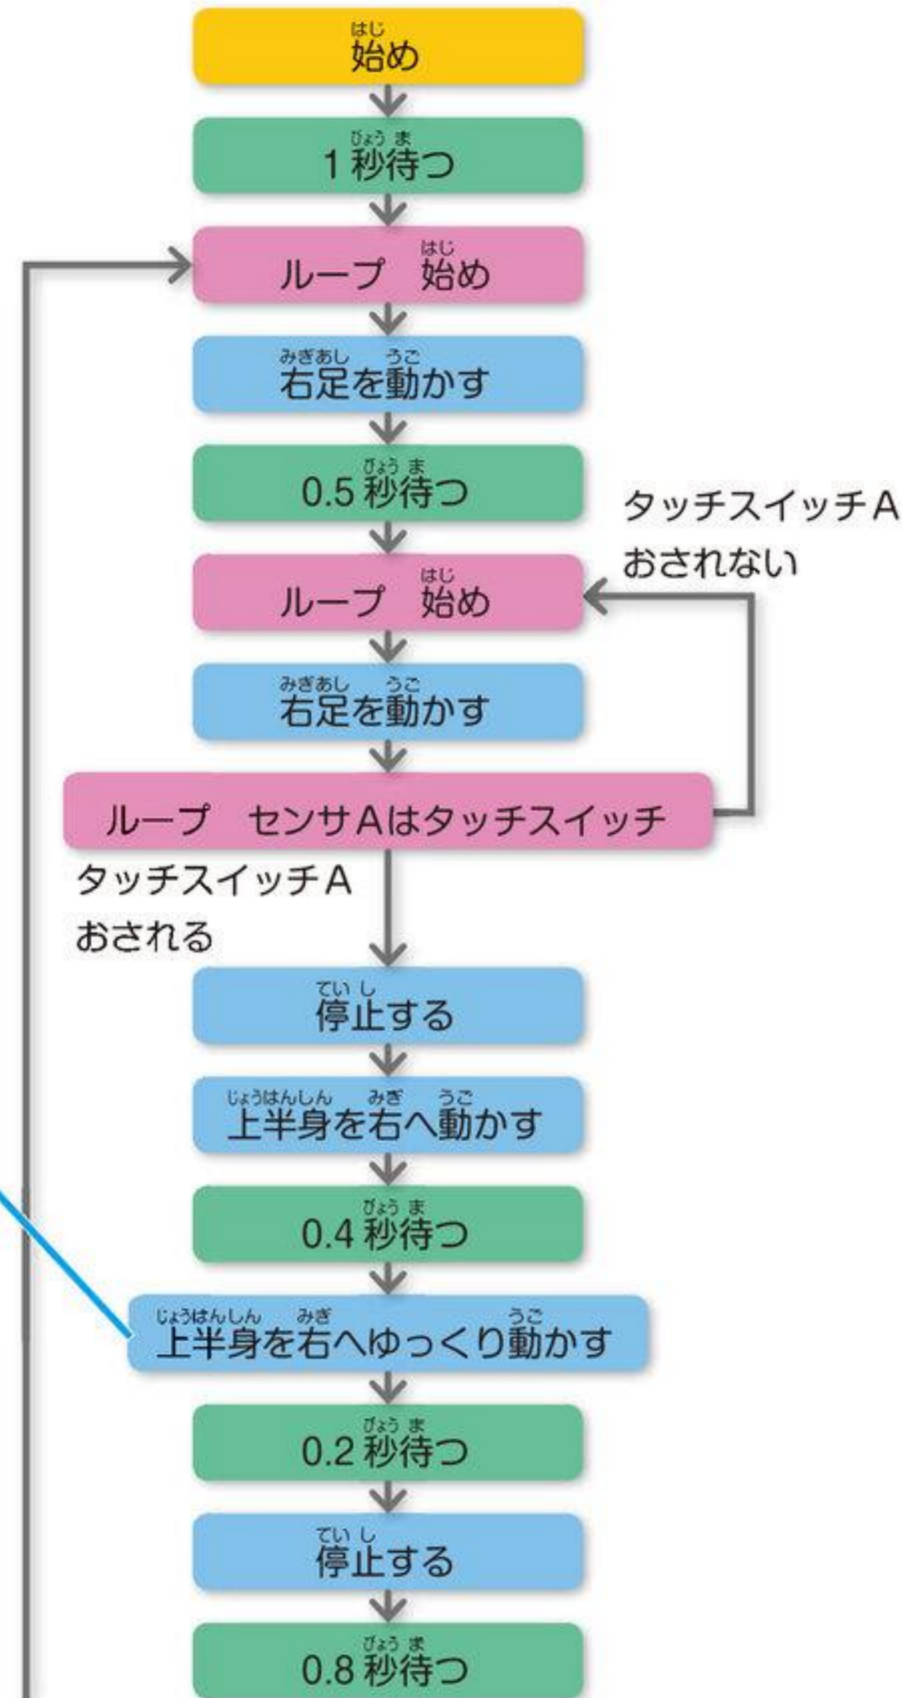 始め
1秒待つ
ループ 始め
右足を動かす
0.5秒待つ
タッチスイッチA
おされない
ループ 始め
右足を動かす
ループ センサAはタッチスイッチ
タッチスイッチA
おされる
停止する
上半身を右へ動かす
0.4秒待つ
上半身を右へゆっくり動かす
0.2秒待つ
停止する
0.8秒待つ